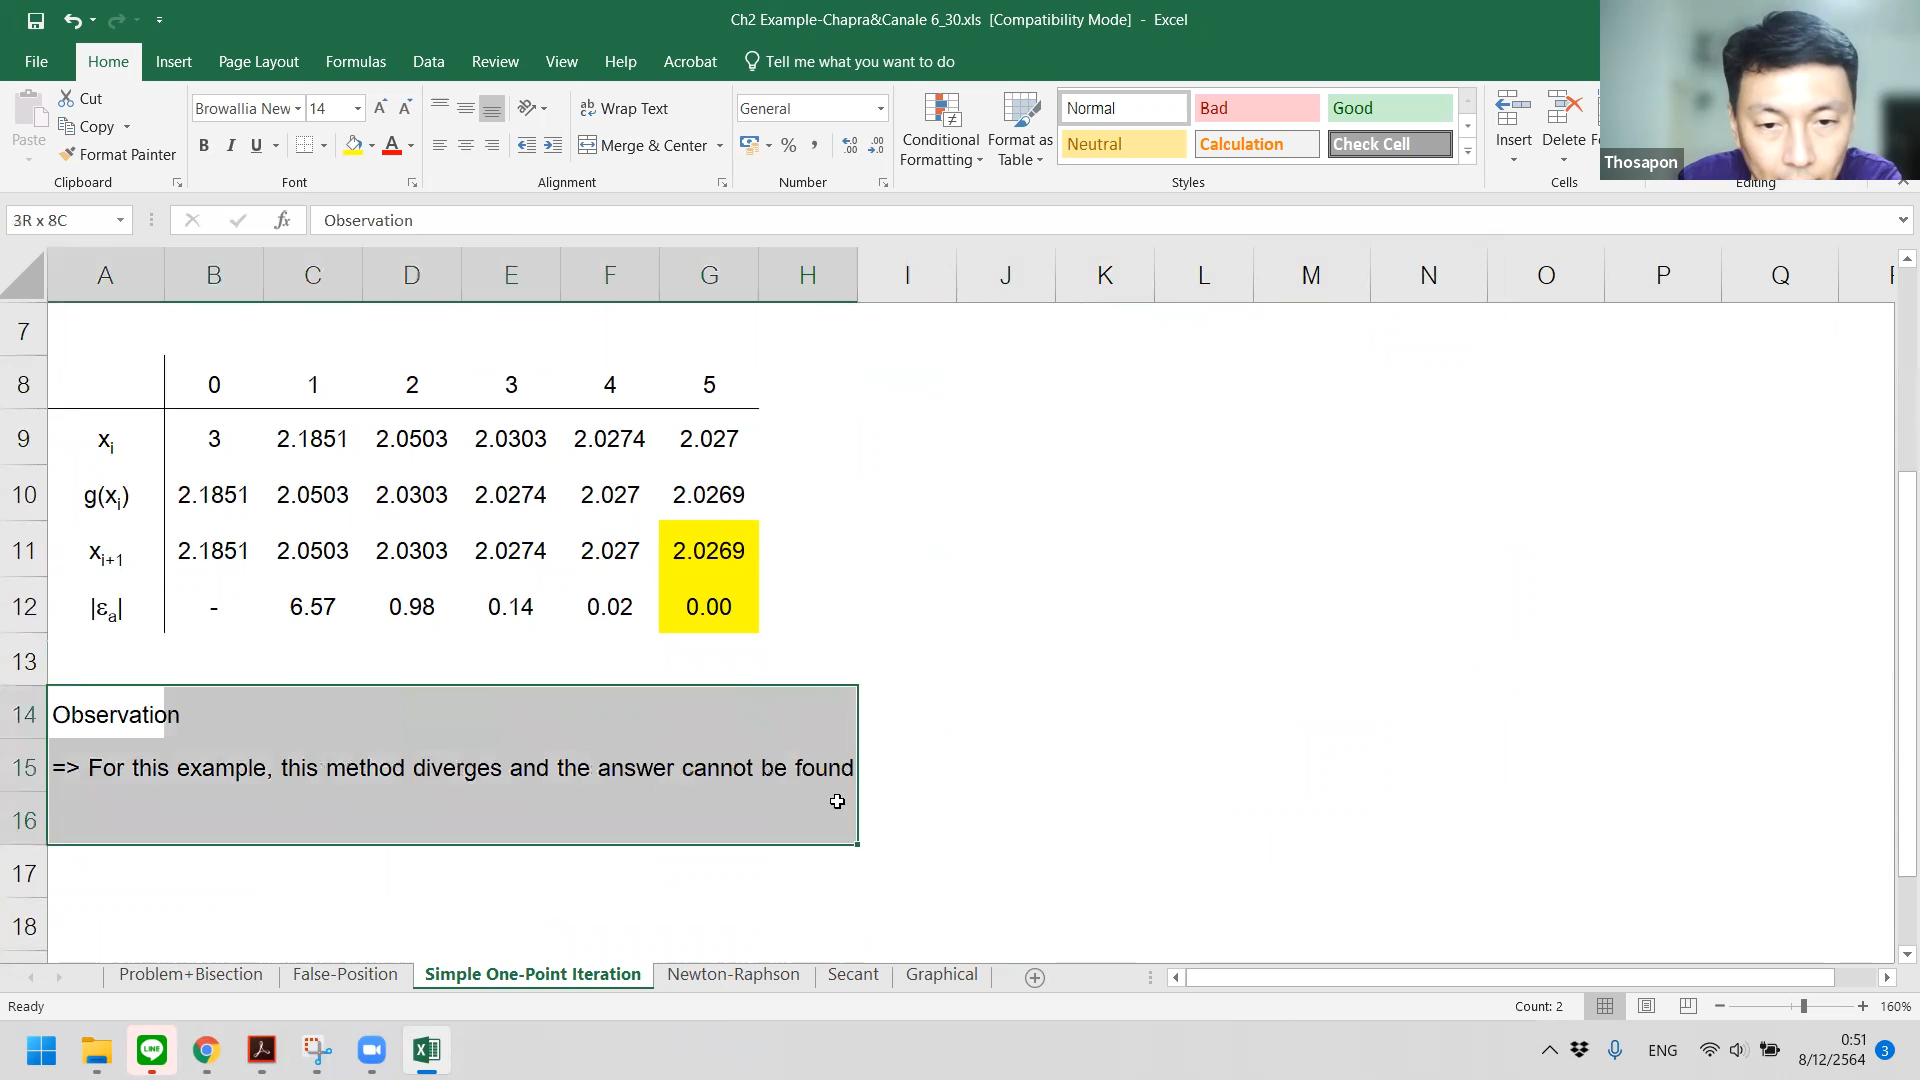 Ch2 Example-Chapra&Canale 6_30.xls [Compatibility Mode] - Excel
File Home Insert Page Layout Formulas Data Review View Help Acrobat Tell me what you want to do
Paste
Cut
Copy
Format Painter
Clipboard
Browallia New 14
B I U
Font
Wrap Text
Merge & Center
Alignment
General
Number
Conditional Formatting
Format as Table
Normal Bad Good
Neutral Calculation Check Cell
Styles
Insert
Delete
Cells
Editing
Thosapon
3R x 8C fx Observation
A B C D E F G H I J K L M N O P Q
7
8 0 1 2 3 4 5
9 xi 3 2.1851 2.0503 2.0303 2.0274 2.027
10 g(xi) 2.1851 2.0503 2.0303 2.0274 2.027 2.0269
11 xi+1 2.1851 2.0503 2.0303 2.0274 2.027 2.0269
12 |εa| - 6.57 0.98 0.14 0.02 0.00
13
14 Observation
15 => For this example, this method diverges and the answer cannot be found
16
17
18
Problem+Bisection False-Position Simple One-Point Iteration Newton-Raphson Secant Graphical
Ready Count: 2 160%
LINE
ENG
0:51
8/12/2564
3